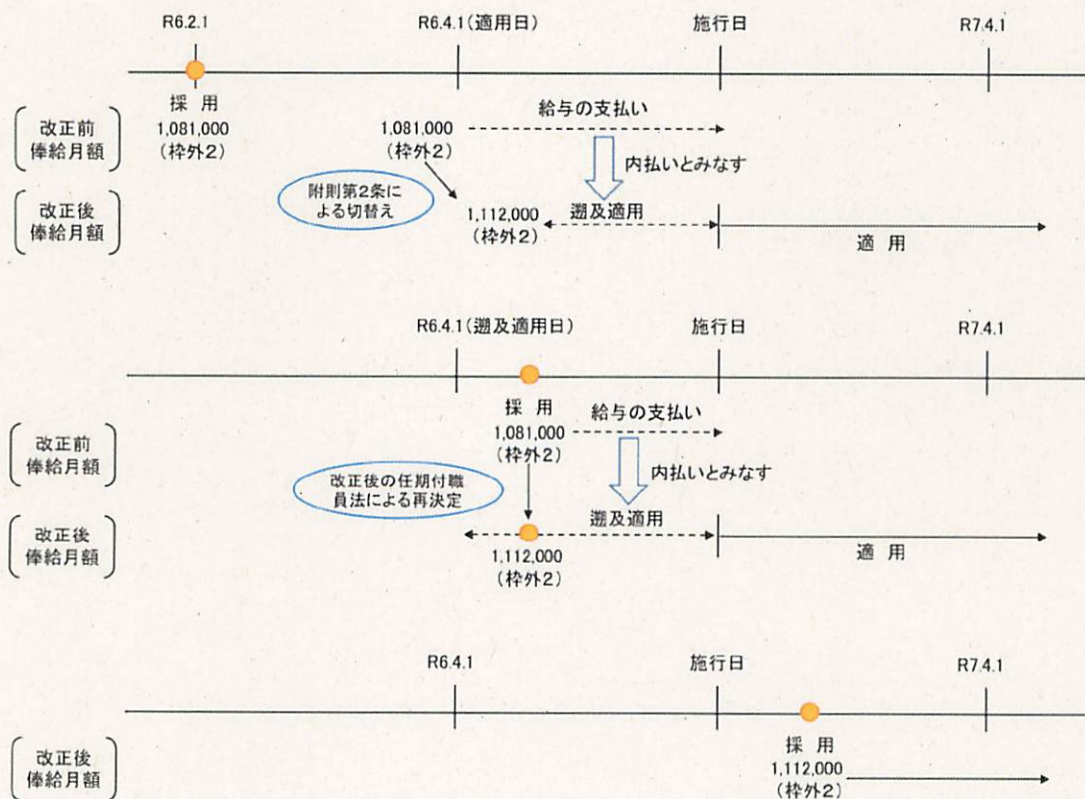 R6.2.1 R6.4.1(適用日) 施行日 R7.4.1
採 用
1,081,000
(枠外2)
改正前
俸給月額
1,081,000
(枠外2)
給与の支払い
内払いとみなす
附則第2条に
よる切替え
改正後
俸給月額
1,112,000
(枠外2)
遡及適用
適 用
R6.4.1(遡及適用日) 施行日 R7.4.1
採 用
1,081,000
(枠外2)
給与の支払い
改正前
俸給月額
内払いとみなす
改正後の任期付職
員法による再決定
遡及適用
改正後
俸給月額
1,112,000
(枠外2)
適 用
R6.4.1 施行日 R7.4.1
改正後
俸給月額
採 用
1,112,000
(枠外2)